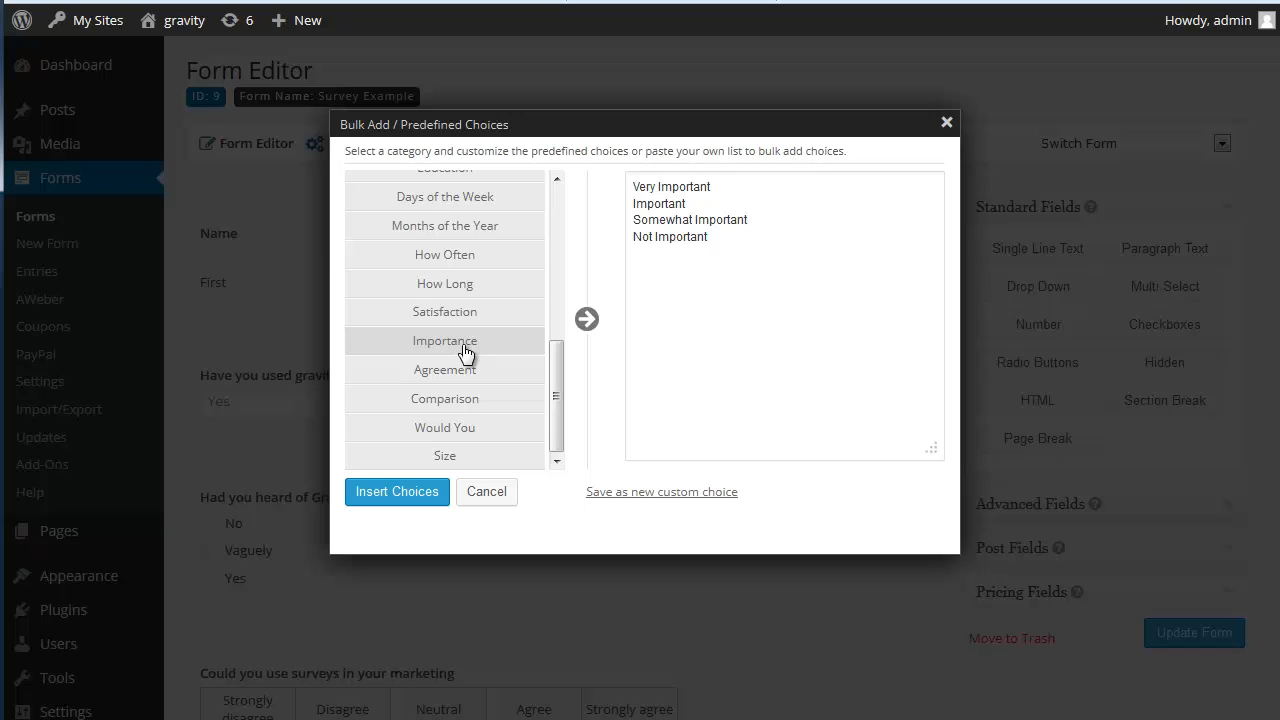 My Sites gravity 6 New Howdy, admin
Dashboard
Posts
Media
Forms
Forms
New Form
Entries
AWeber
Coupons
PayPal
Settings
Import/Export
Updates
Add-Ons
Help
Pages
Appearance
Plugins
Users
Tools
Settings
Form Editor
ID: 9 Form Name: Survey Example
Form Editor
Switch Form
Name
First
Have you used gravit
Yes
Had you heard of Gr
No
Vaguely
Yes
Could you use surveys in your marketing
Strongly disagree Disagree Neutral Agree Strongly agree
Bulk Add / Predefined Choices
Select a category and customize the predefined choices or paste your own list to bulk add choices.
Education
Days of the Week
Months of the Year
How Often
How Long
Satisfaction
Importance
Agreement
Comparison
Would You
Size
Very Important
Important
Somewhat Important
Not Important
Insert Choices Cancel Save as new custom choice
Standard Fields
Single Line Text Paragraph Text
Drop Down Multi Select
Number Checkboxes
Radio Buttons Hidden
HTML Section Break
Page Break
Advanced Fields
Post Fields
Pricing Fields
Move to Trash Update Form